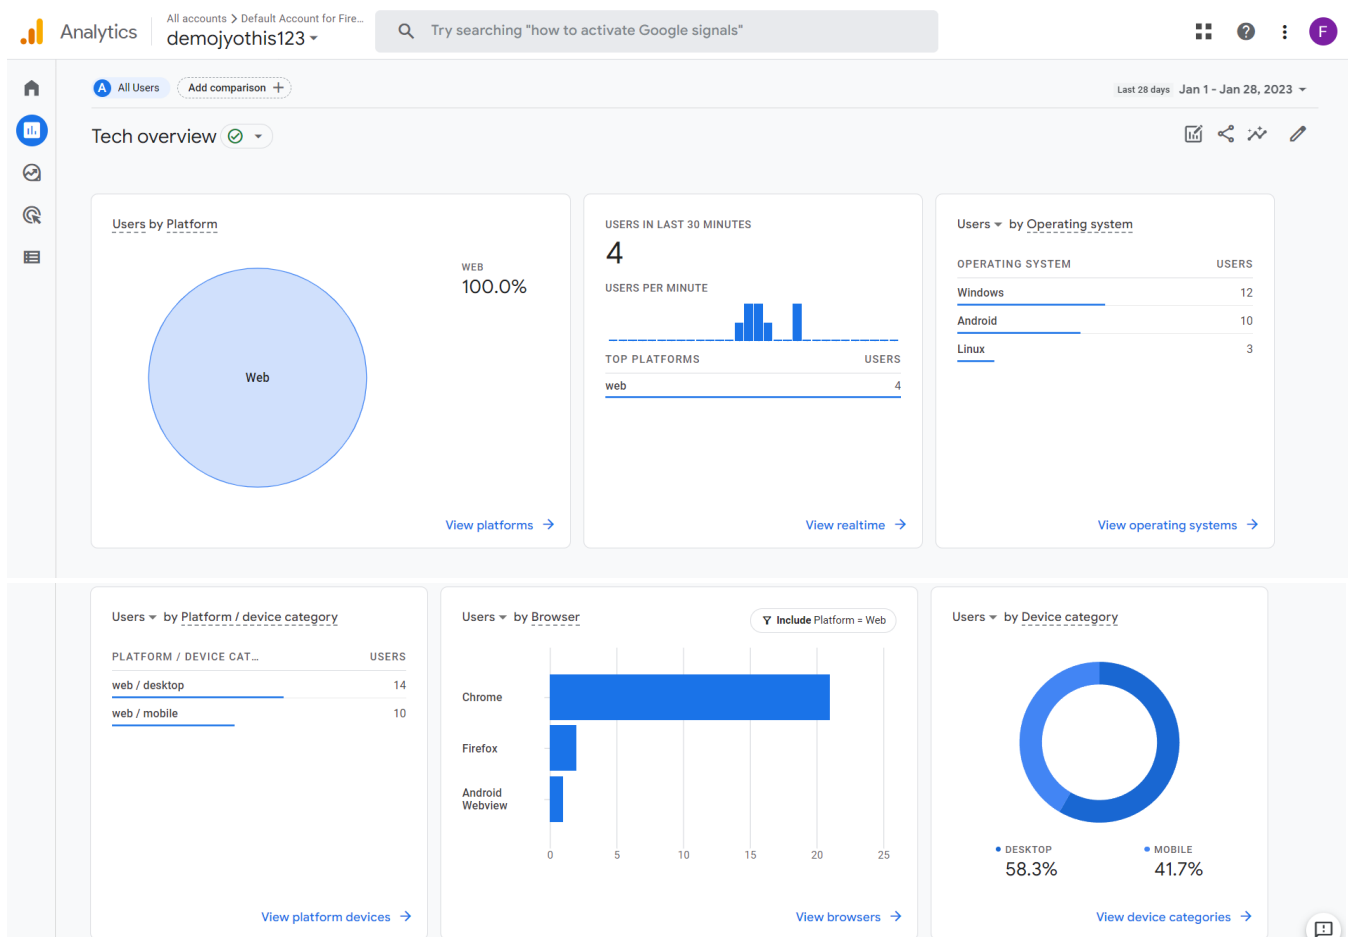 Analytics
All accounts > Default Account for Fire...
demojyothis123
Try searching "how to activate Google signals"
F
A All Users
Add comparison +
Last 28 days Jan 1 - Jan 28, 2023
Tech overview
Users by Platform
WEB
100.0%
Web
View platforms
USERS IN LAST 30 MINUTES
4
USERS PER MINUTE
TOP PLATFORMS USERS
web 4
View realtime
Users by Operating system
OPERATING SYSTEM USERS
Windows 12
Android 10
Linux 3
View operating systems
Users by Platform / device category
PLATFORM / DEVICE CAT... USERS
web / desktop 14
web / mobile 10
View platform devices
Users by Browser
Include Platform = Web
Chrome
Firefox
Android
Webview
0 5 10 15 20 25
View browsers
Users by Device category
DESKTOP
58.3%
MOBILE
41.7%
View device categories